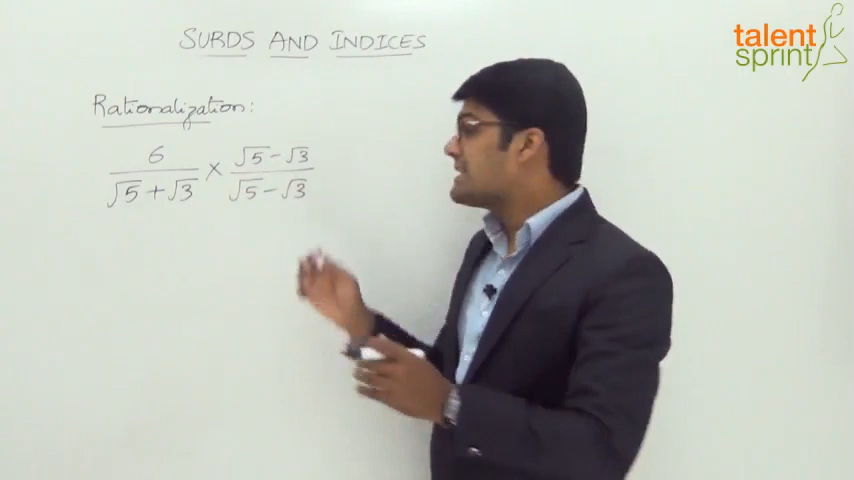 SURDS AND INDICES
talent
sprint
Rationalization:
6/(√5+√3) × (√5-√3)/(√5-√3)